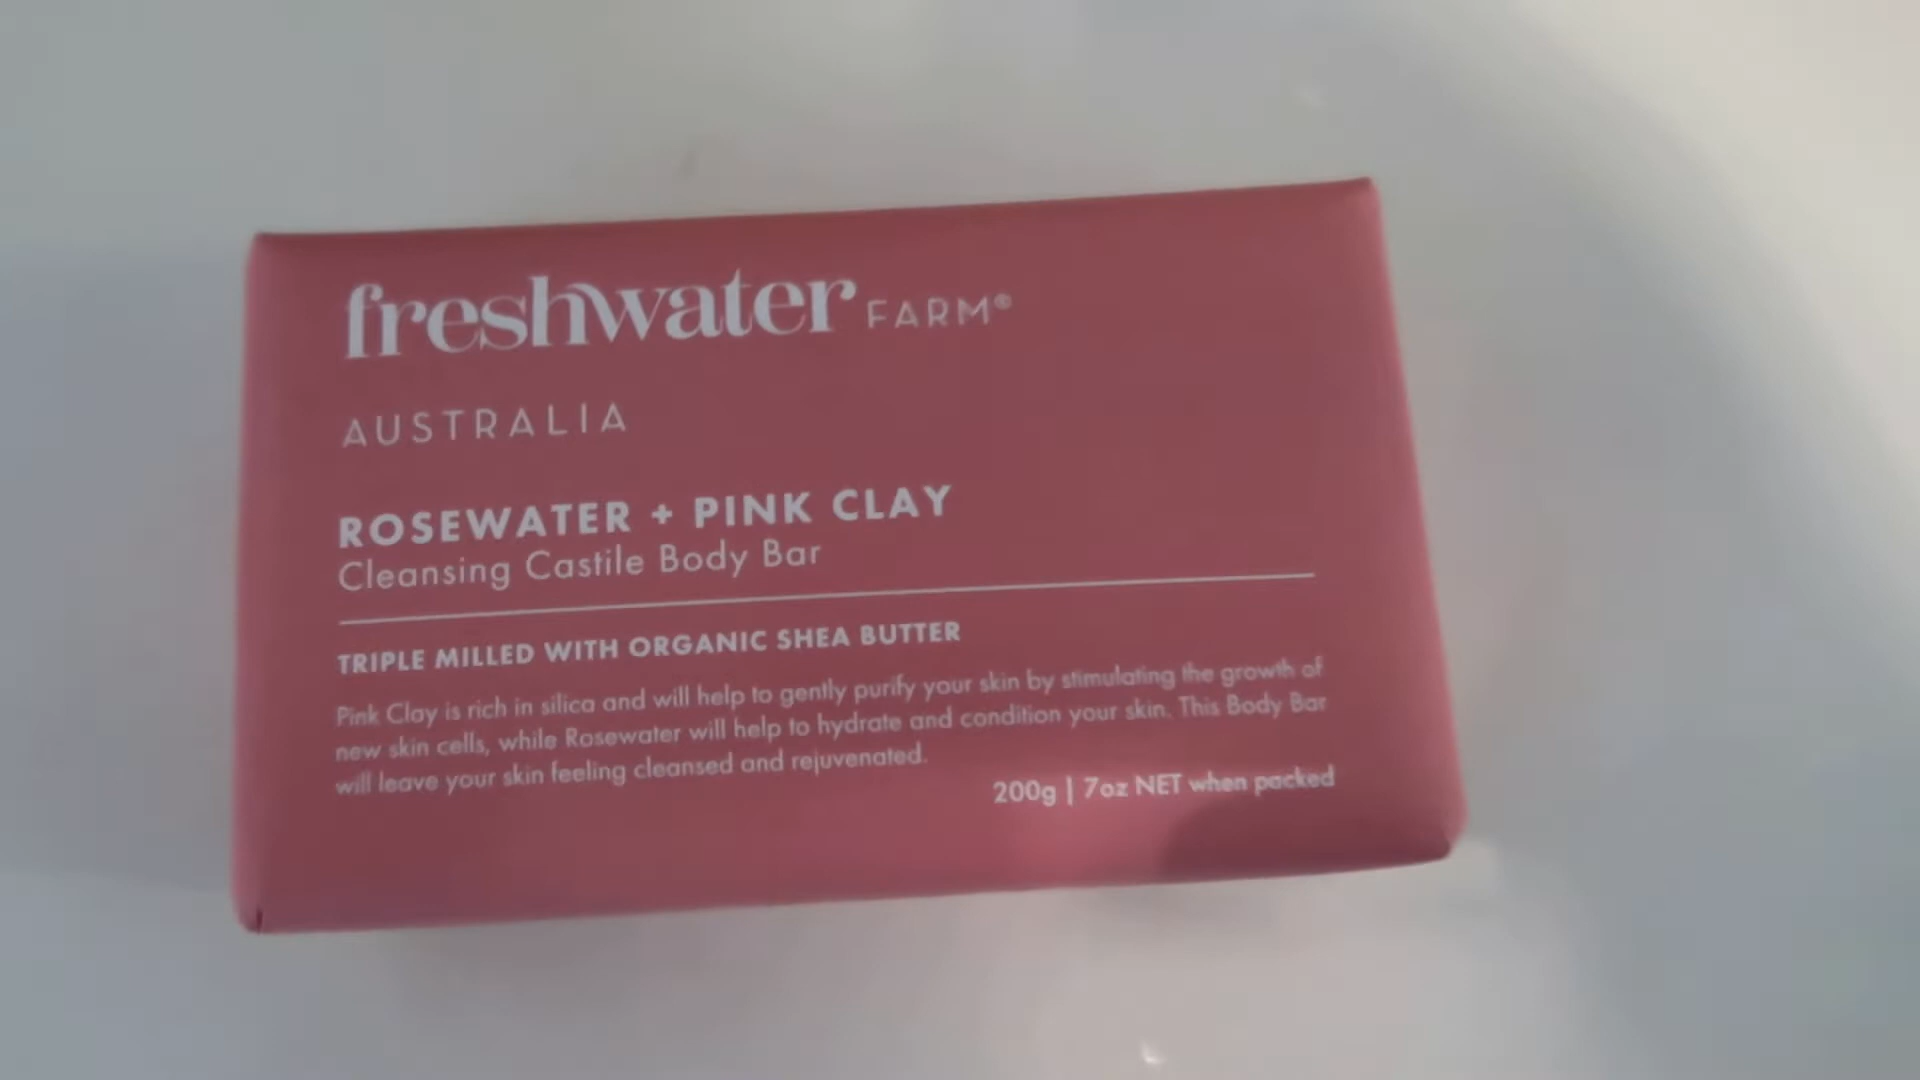 freshwater FARM®
AUSTRALIA
ROSEWATER + PINK CLAY
Cleansing Castile Body Bar
TRIPLE MILLED WITH ORGANIC SHEA BUTTER
Pink Clay is rich in silica and will help to gently purify your skin by stimulating the growth of
new skin cells, while Rosewater will help to hydrate and condition your skin. This Body Bar
will leave your skin feeling cleansed and rejuvenated.
200g | 7oz NET when packed